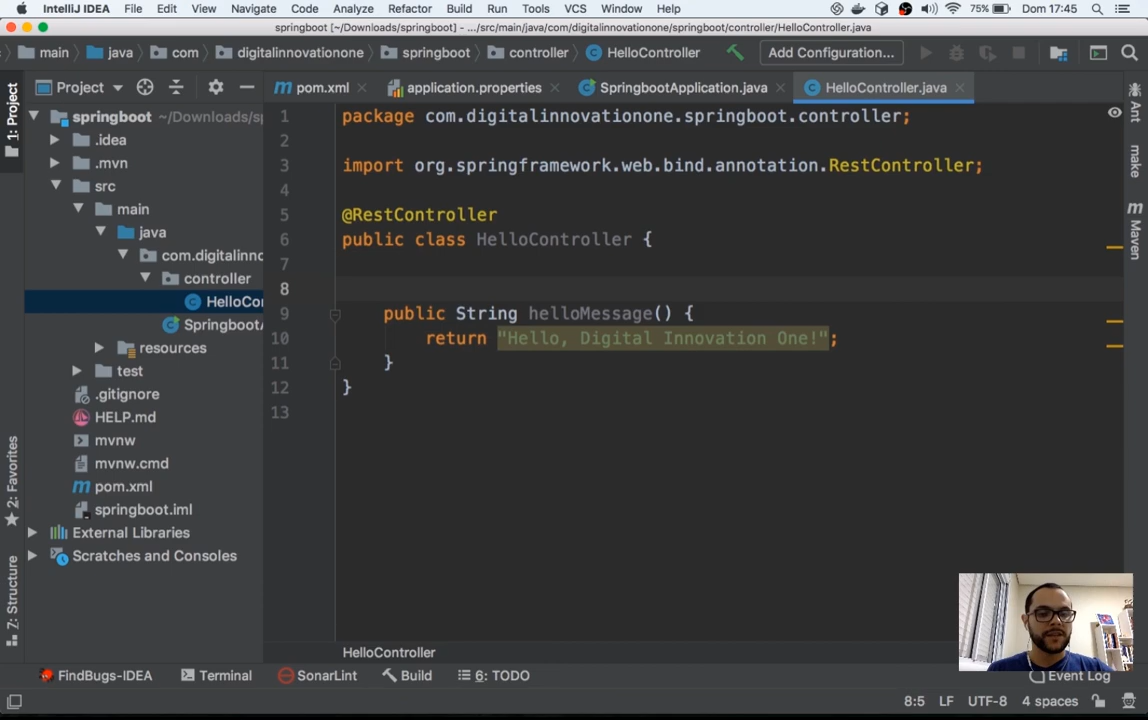 IntelliJ IDEA File Edit View Navigate Code Analyze Refactor Build Run Tools VCS Window Help 75% Dom 17:45
springboot [~/Downloads/springboot] - .../src/main/java/com/digitalinnovationone/springboot/controller/HelloController.java
main java com digitalinnovationone springboot controller HelloController Add Configuration...
1: Project
Project
pom.xml application.properties SpringbootApplication.java HelloController.java
springboot ~/Downloads/s
.idea
.mvn
src
main
java
com.digitalinnc
controller
HelloCo
Springboot
resources
test
.gitignore
HELP.md
mvnw
mvnw.cmd
pom.xml
springboot.iml
External Libraries
Scratches and Consoles
1 package com.digitalinnovationone.springboot.controller;
2
3 import org.springframework.web.bind.annotation.RestController;
4
5 @RestController
6 public class HelloController {
7
8
9 public String helloMessage() {
10 return "Hello, Digital Innovation One!";
11 }
12 }
13
Ant
make
m Maven
2: Favorites
7: Structure
HelloController
FindBugs-IDEA Terminal SonarLint Build 6: TODO Event Log
8:5 LF UTF-8 4 spaces